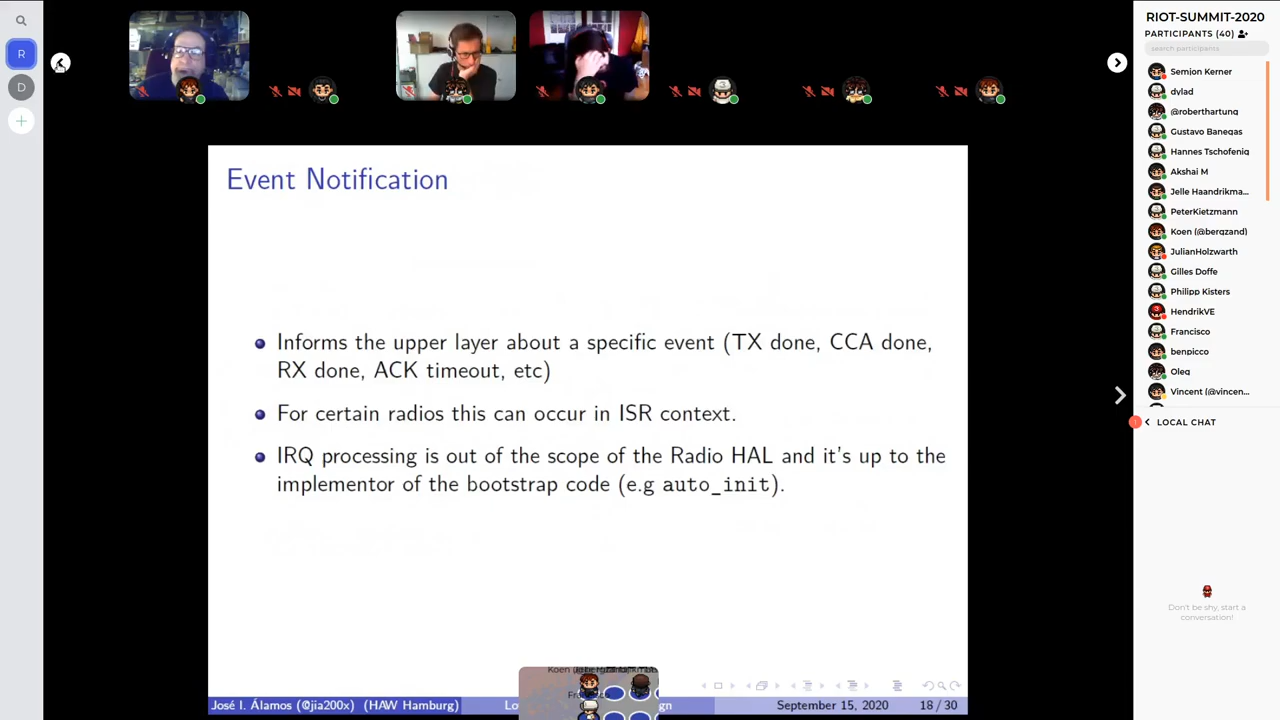 R
D
RIOT-SUMMIT-2020
PARTICIPANTS (40)
search participants
Semjon Kerner
dylad
@roberthartung
Gustavo Banegas
Hannes Tschofenig
Akshai M
Jelle Haandrikma...
PeterKietzmann
Koen (@bergzand)
JulianHolzwarth
Gilles Doffe
Philipp Kisters
HendrikVE
Francisco
benpicco
Oleg
Vincent (@vincen...
LOCAL CHAT
Don't be shy, start a
conversation!
Event Notification
Informs the upper layer about a specific event (TX done, CCA done,
RX done, ACK timeout, etc)
For certain radios this can occur in ISR context.
IRQ processing is out of the scope of the Radio HAL and it's up to the
implementor of the bootstrap code (e.g auto_init).
José I. Álamos (@jia200x) (HAW Hamburg)
September 15, 2020
18 / 30